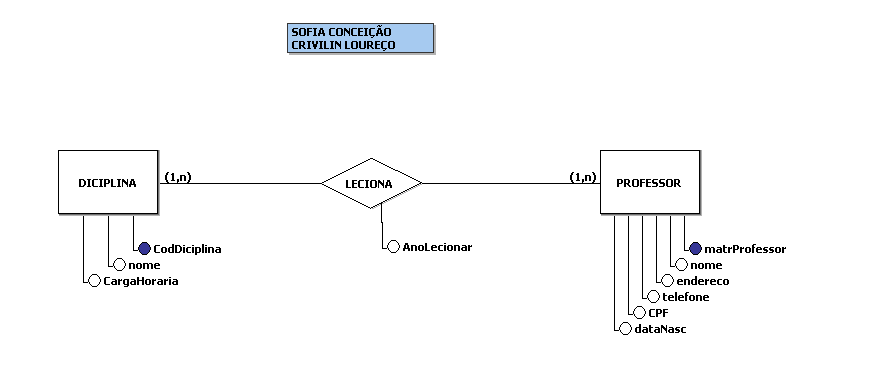 SOFIA CONCEIÇÃO
CRIVILIN LOUREÇO
DICIPLINA
(1,n)
LECIONA
(1,n)
PROFESSOR
AnoLecionar
CodDiciplina
nome
CargaHoraria
matrProfessor
nome
endereco
telefone
CPF
dataNasc